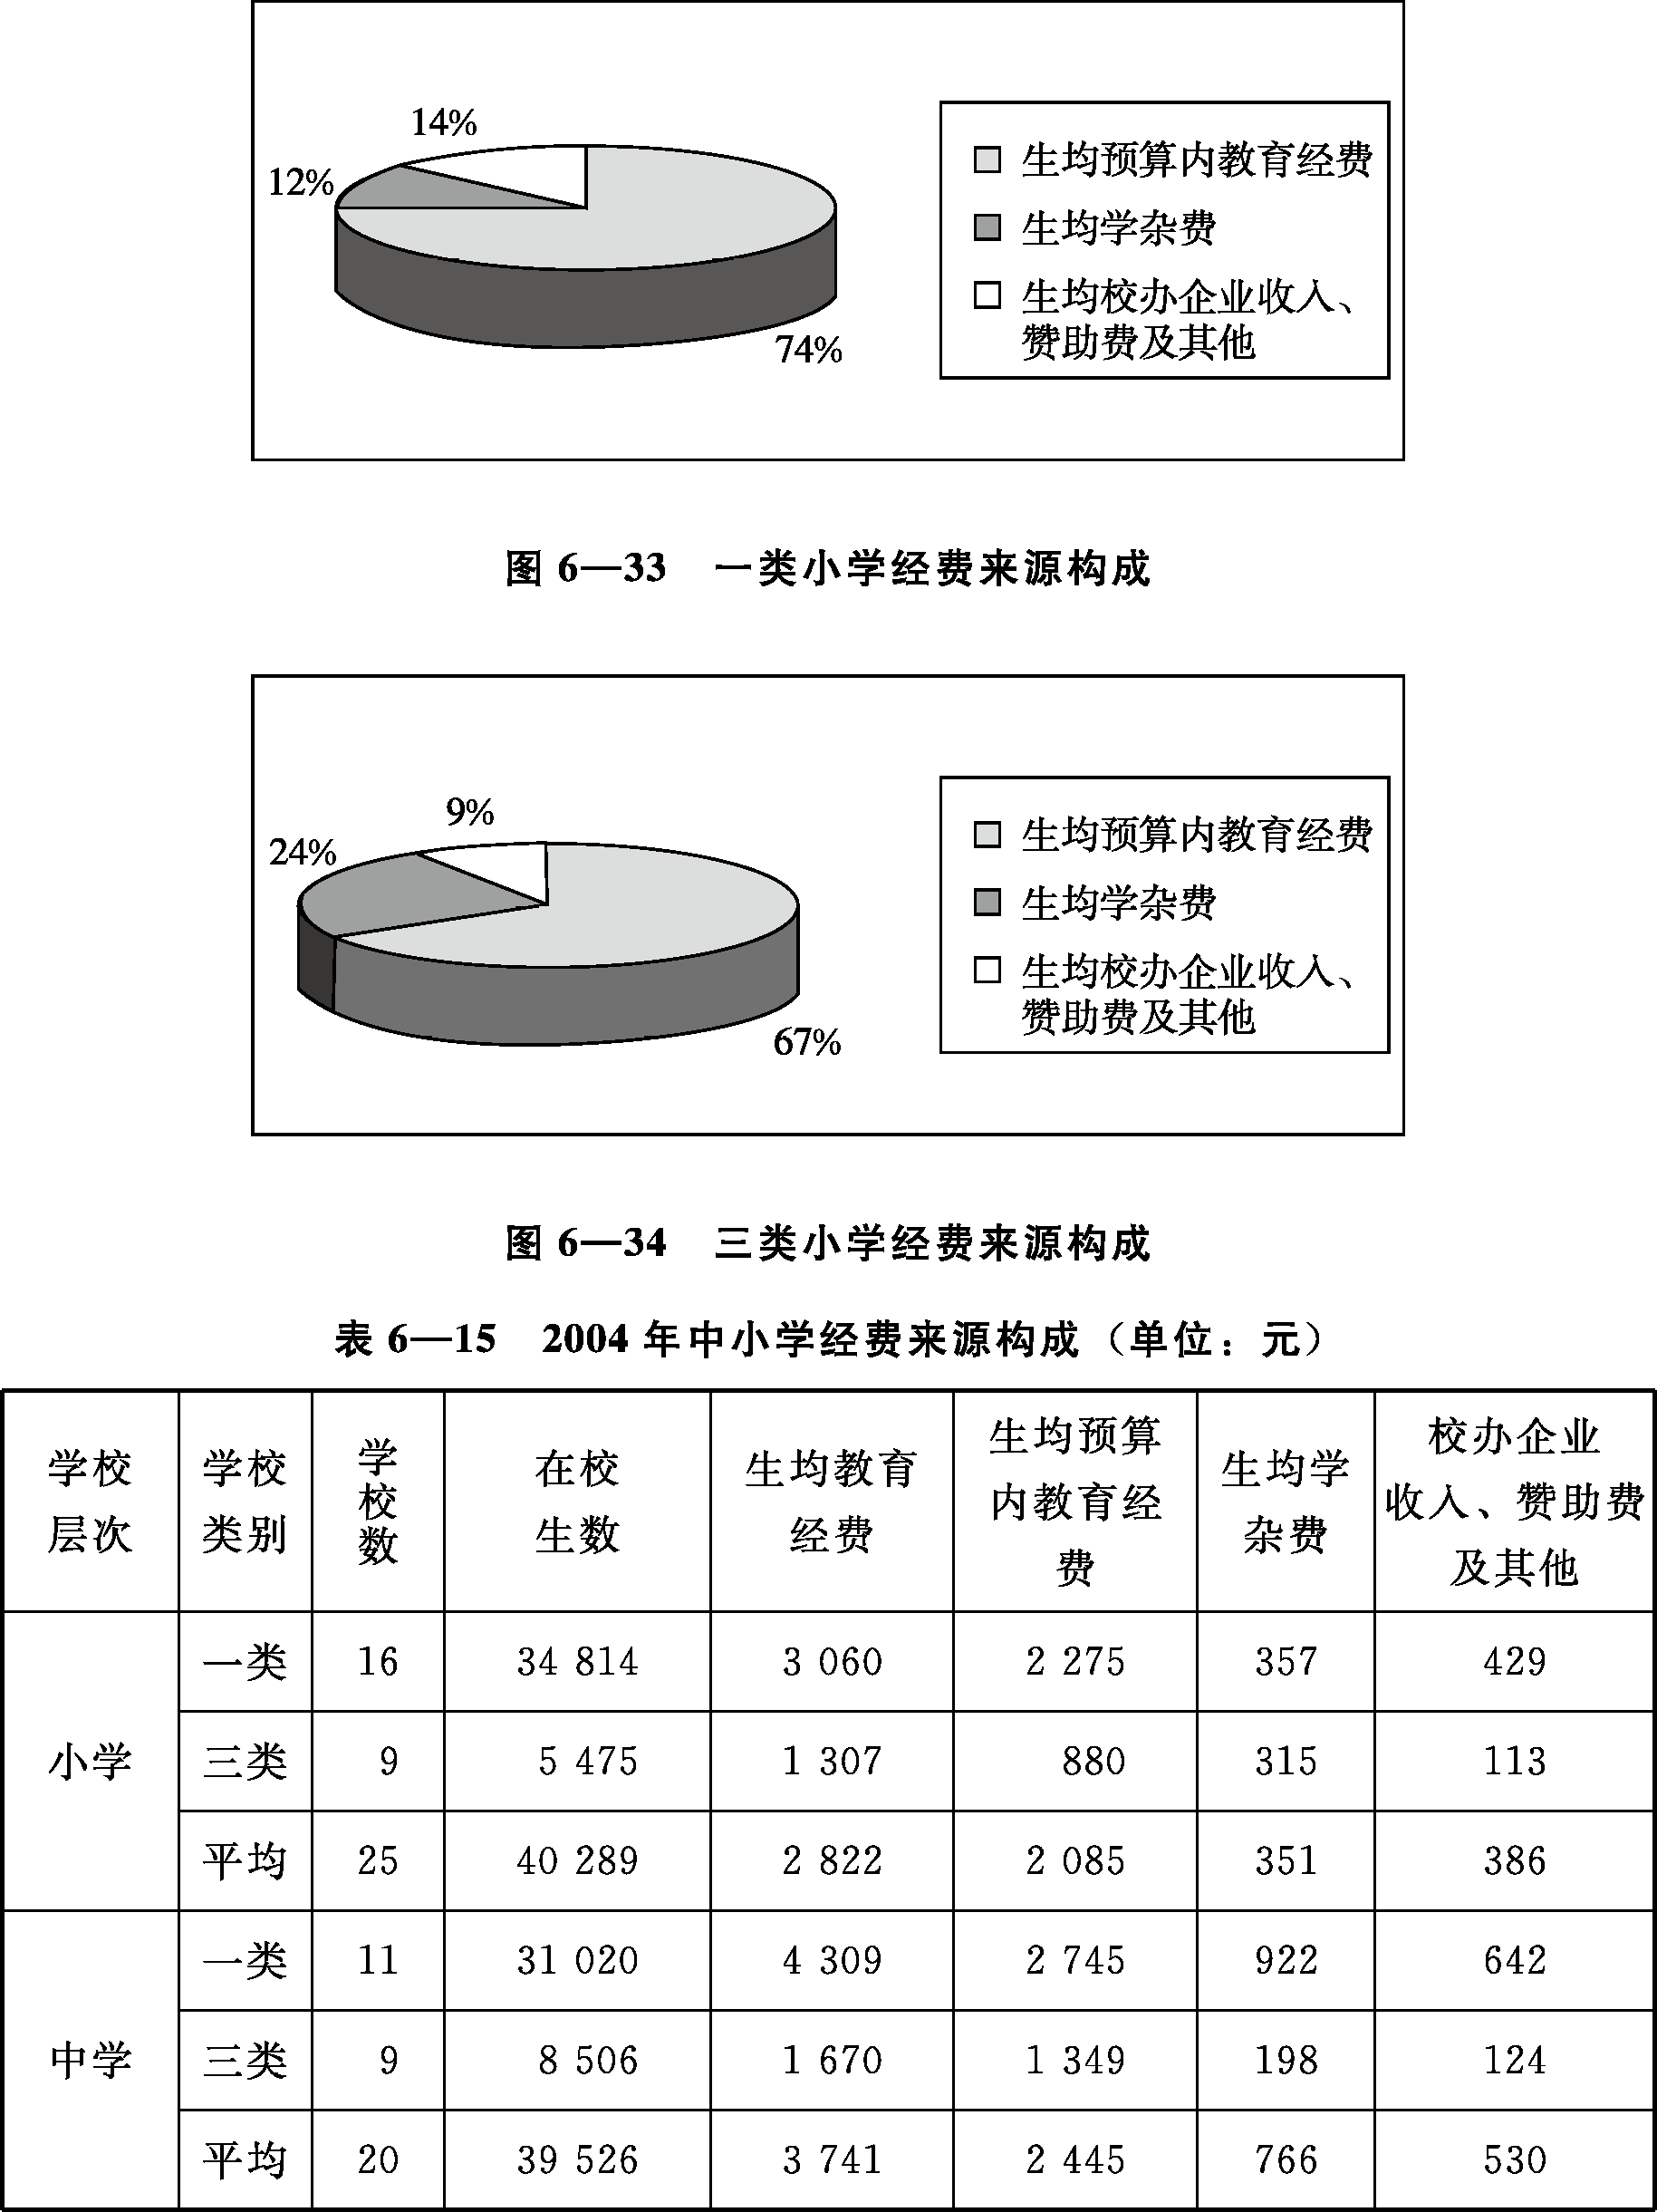 14%
12%
74%
生均预算内教育经费
生均学杂费
生均校办企业收入、
赞助费及其他
图 6—33 一类小学经费来源构成
9%
24%
67%
生均预算内教育经费
生均学杂费
生均校办企业收入、
赞助费及其他
图 6—34 三类小学经费来源构成
表 6—15 2004 年中小学经费来源构成（单位：元）
学校层次 学校类别 学校数 在校生数 生均教育经费 生均预算内教育经费 生均学杂费 校办企业收入、赞助费及其他
小学 一类 16 34 814 3 060 2 275 357 429
三类 9 5 475 1 307 880 315 113
平均 25 40 289 2 822 2 085 351 386
中学 一类 11 31 020 4 309 2 745 922 642
三类 9 8 506 1 670 1 349 198 124
平均 20 39 526 3 741 2 445 766 530